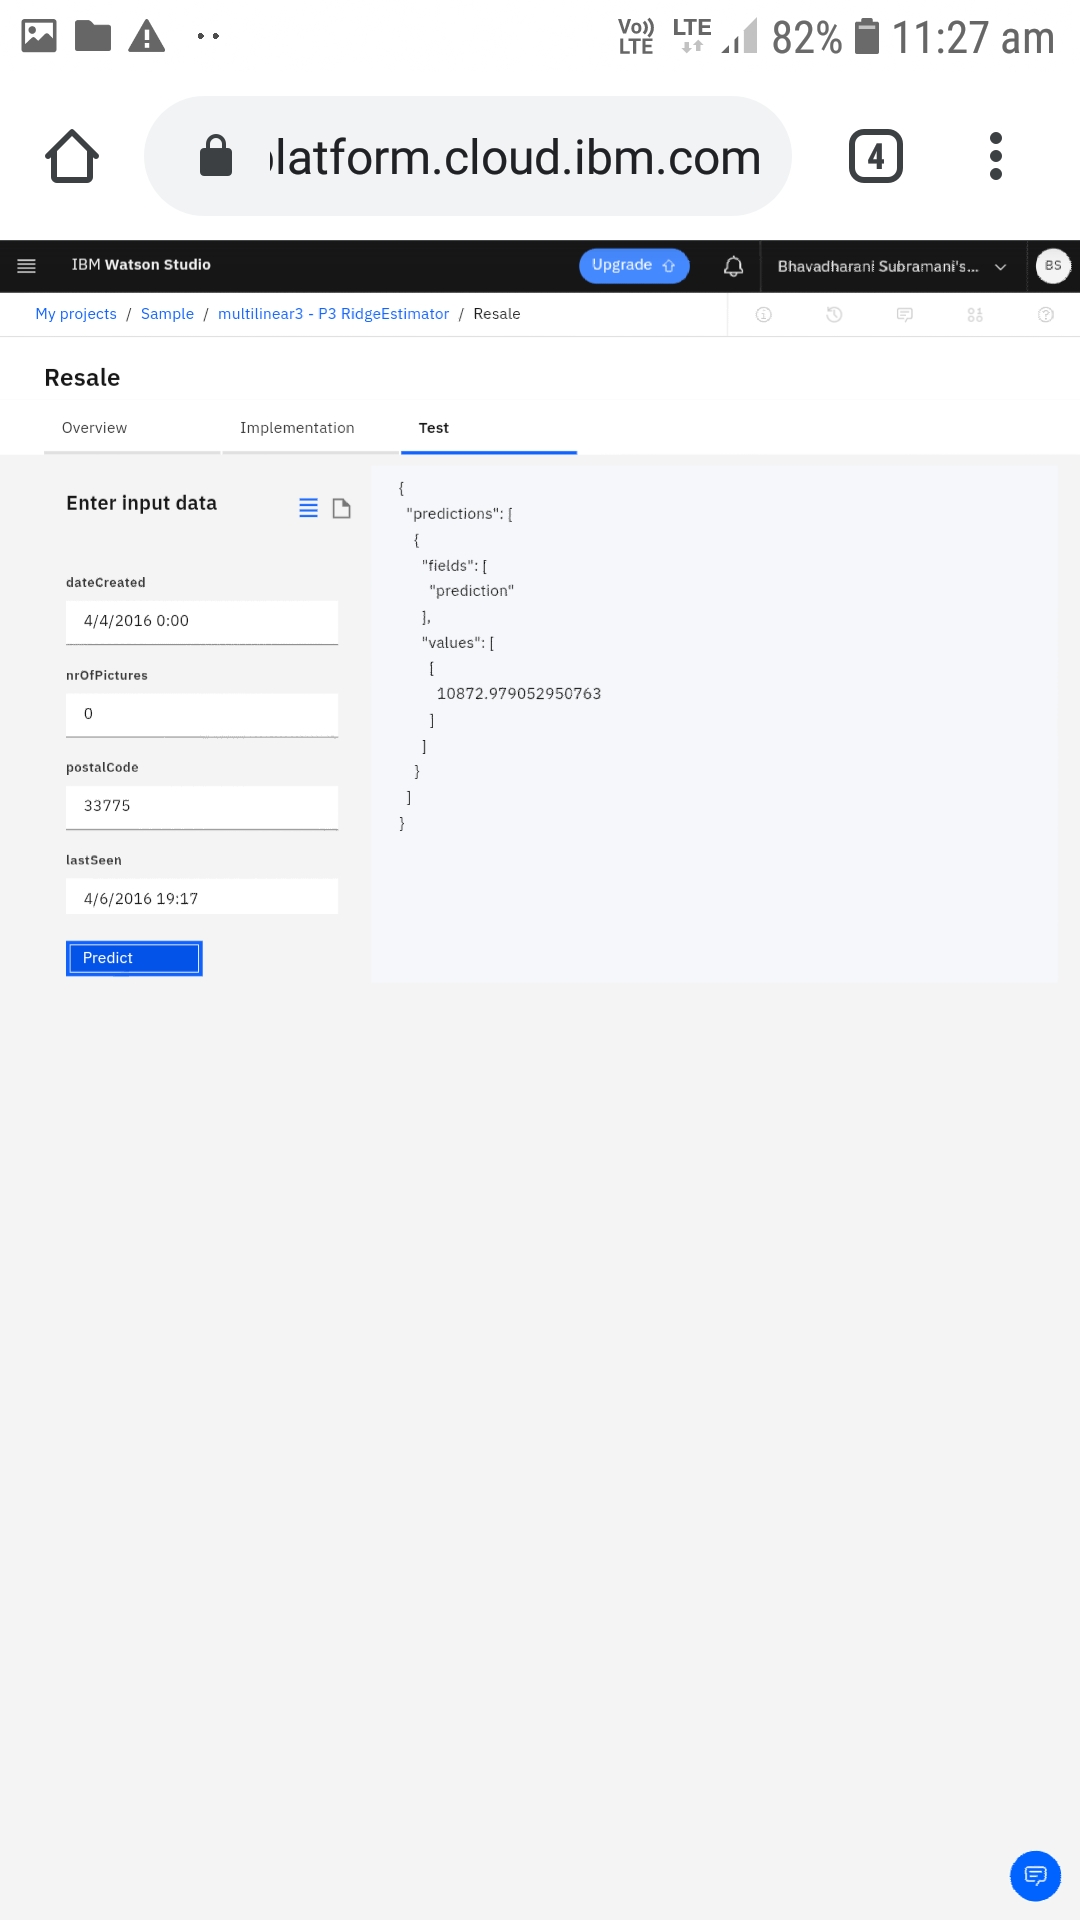 Vo)) LTE LTE 82% 11:27 am
latform.cloud.ibm.com 4
IBM Watson Studio Upgrade Bhavadharani Subramani's... BS
My projects / Sample / multilinear3 - P3 RidgeEstimator / Resale
Resale
Overview Implementation Test
Enter input data
dateCreated
4/4/2016 0:00
nrOfPictures
0
postalCode
33775
lastSeen
4/6/2016 19:17
Predict
{
"predictions": [
{
"fields": [
"prediction"
],
"values": [
[
10872.979052950763
]
]
}
]
}